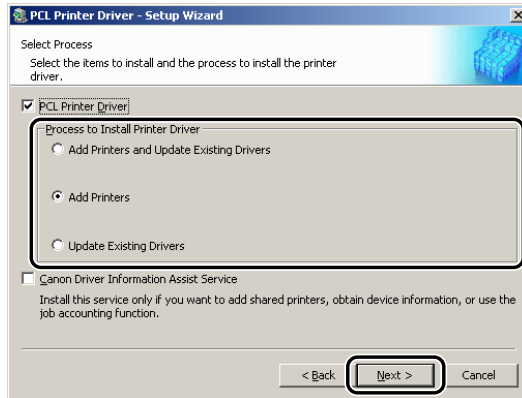 PCL Printer Driver - Setup Wizard
Select Process
Select the items to install and the process to install the printer
driver.
PCL Printer Driver
Process to Install Printer Driver
Add Printers and Update Existing Drivers
Add Printers
Update Existing Drivers
Canon Driver Information Assist Service
Install this service only if you want to add shared printers, obtain device information, or use the
job accounting function.
< Back Next > Cancel